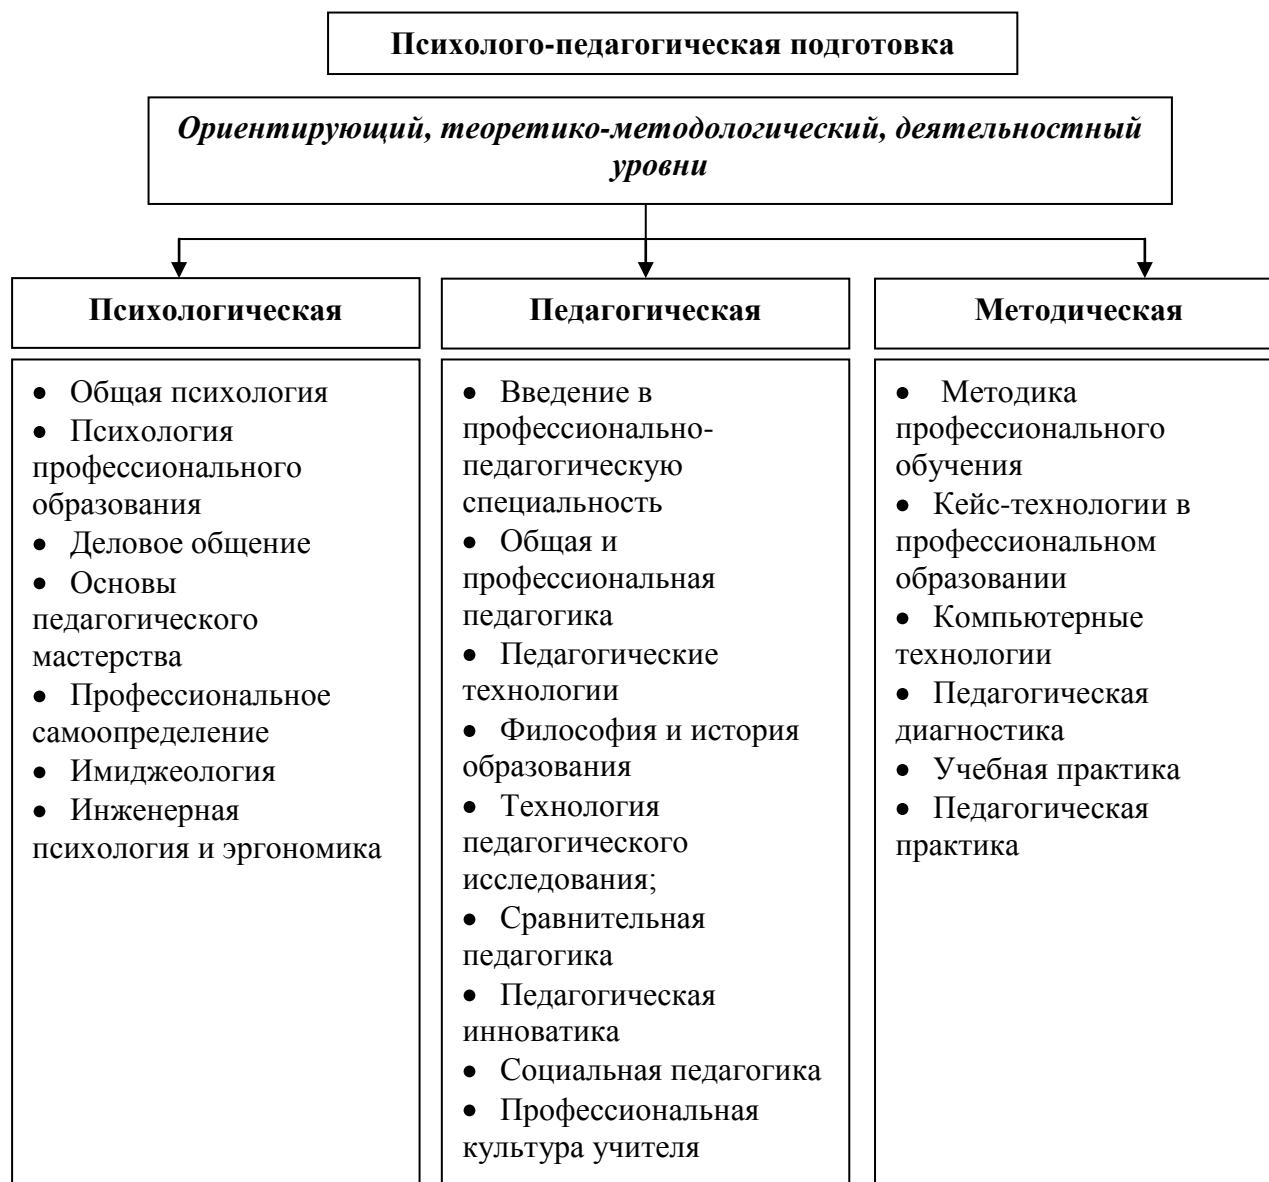 Психолого-педагогическая подготовка
Ориентирующий, теоретико-методологический, деятельностный
уровни
Психологическая
• Общая психология
• Психология
профессионального
образования
• Деловое общение
• Основы
педагогического
мастерства
• Профессиональное
самоопределение
• Имиджеология
• Инженерная
психология и эргономика
Педагогическая
• Введение в
профессионально-
педагогическую
специальность
• Общая и
профессиональная
педагогика
• Педагогические
технологии
• Философия и история
образования
• Технология
педагогического
исследования;
• Сравнительная
педагогика
• Педагогическая
инноватика
• Социальная педагогика
• Профессиональная
культура учителя
Методическая
• Методика
профессионального
обучения
• Кейс-технологии в
профессиональном
образовании
• Компьютерные
технологии
• Педагогическая
диагностика
• Учебная практика
• Педагогическая
практика